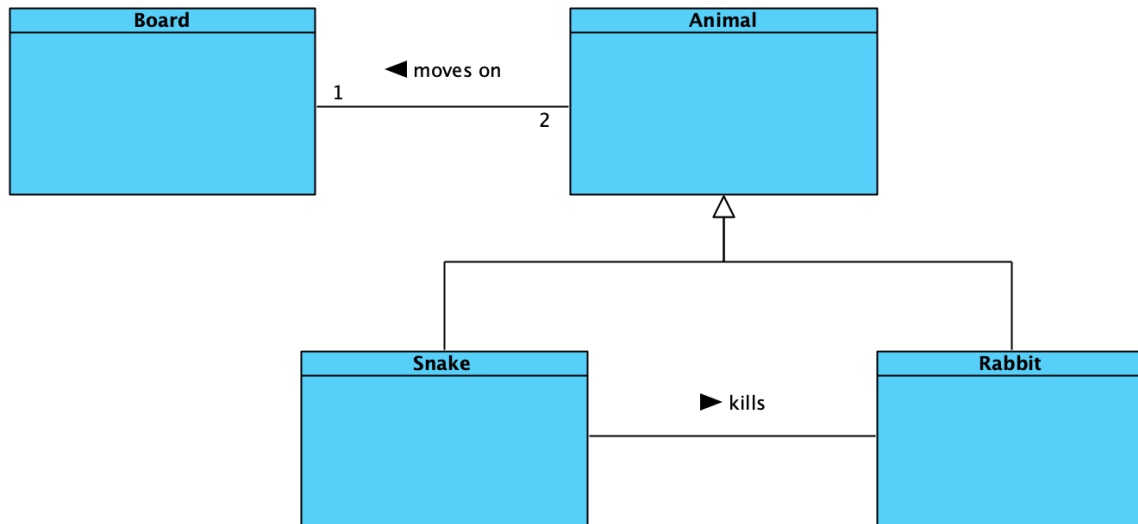 Board
Animal
◄ moves on
1
2
Snake
Rabbit
► kills